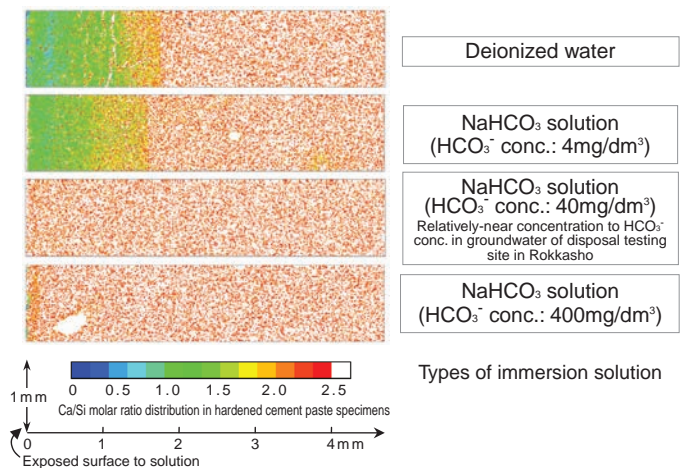 Deionized water
NaHCO₃ solution
(HCO₃⁻ conc.: 4mg/dm³)
NaHCO₃ solution
(HCO₃⁻ conc.: 40mg/dm³)
Relatively-near concentration to HCO₃⁻
conc. in groundwater of disposal testing
site in Rokkasho
NaHCO₃ solution
(HCO₃⁻ conc.: 400mg/dm³)
Types of immersion solution
1mm
0 0.5 1.0 1.5 2.0 2.5
Ca/Si molar ratio distribution in hardened cement paste specimens
0 1 2 3 4mm
Exposed surface to solution